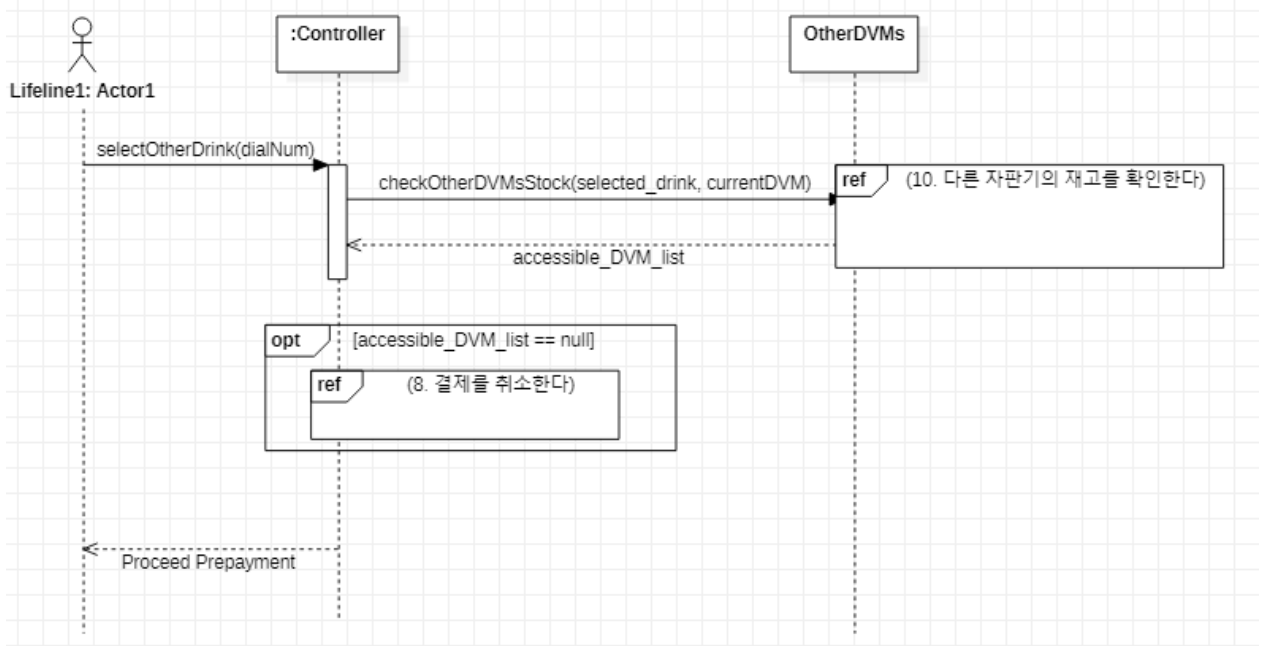 :Controller
OtherDVMs
Lifeline1: Actor1
selectOtherDrink(dialNum)
checkOtherDVMsStock(selected_drink, currentDVM)
ref
(10. 다른 자판기의 재고를 확인한다)
accessible_DVM_list
opt
[accessible_DVM_list == null]
ref
(8. 결제를 취소한다)
Proceed Prepayment